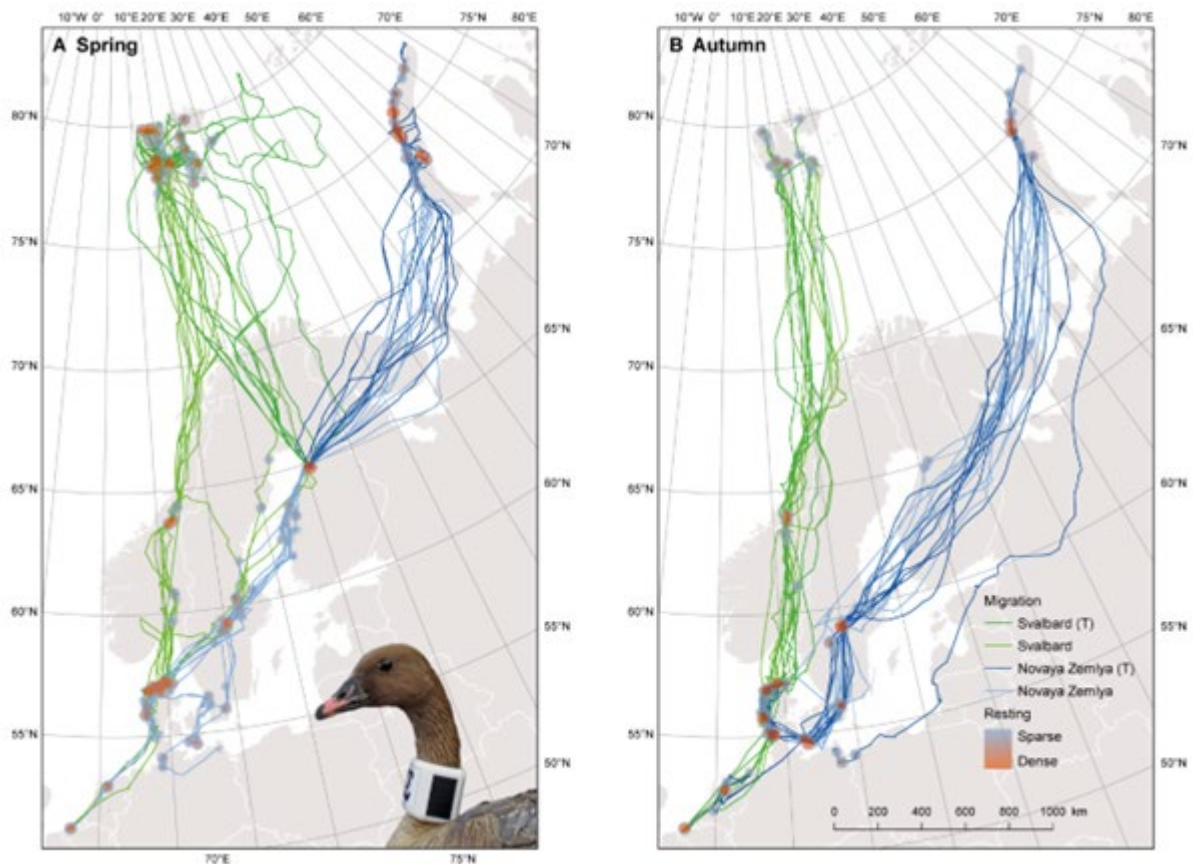 10°W 0° 10°E 20°E 30°E 40°E 50°E 60°E 70°E 80°E
A Spring
80°N
75°N
70°N
65°N
60°N
55°N
70°N
65°N
60°N
55°N
50°N
70°E 75°N
10°W 0° 10°E 20°E 30°E 40°E 50°E 60°E 70°E 80°E
B Autumn
80°N
75°N
70°N
65°N
60°N
55°N
70°N
65°N
60°N
55°N
50°N
Migration
Svalbard (T)
Svalbard
Novaya Zemlya (T)
Novaya Zemlya
Resting
Sparse
Dense
0 200 400 600 800 1000 km